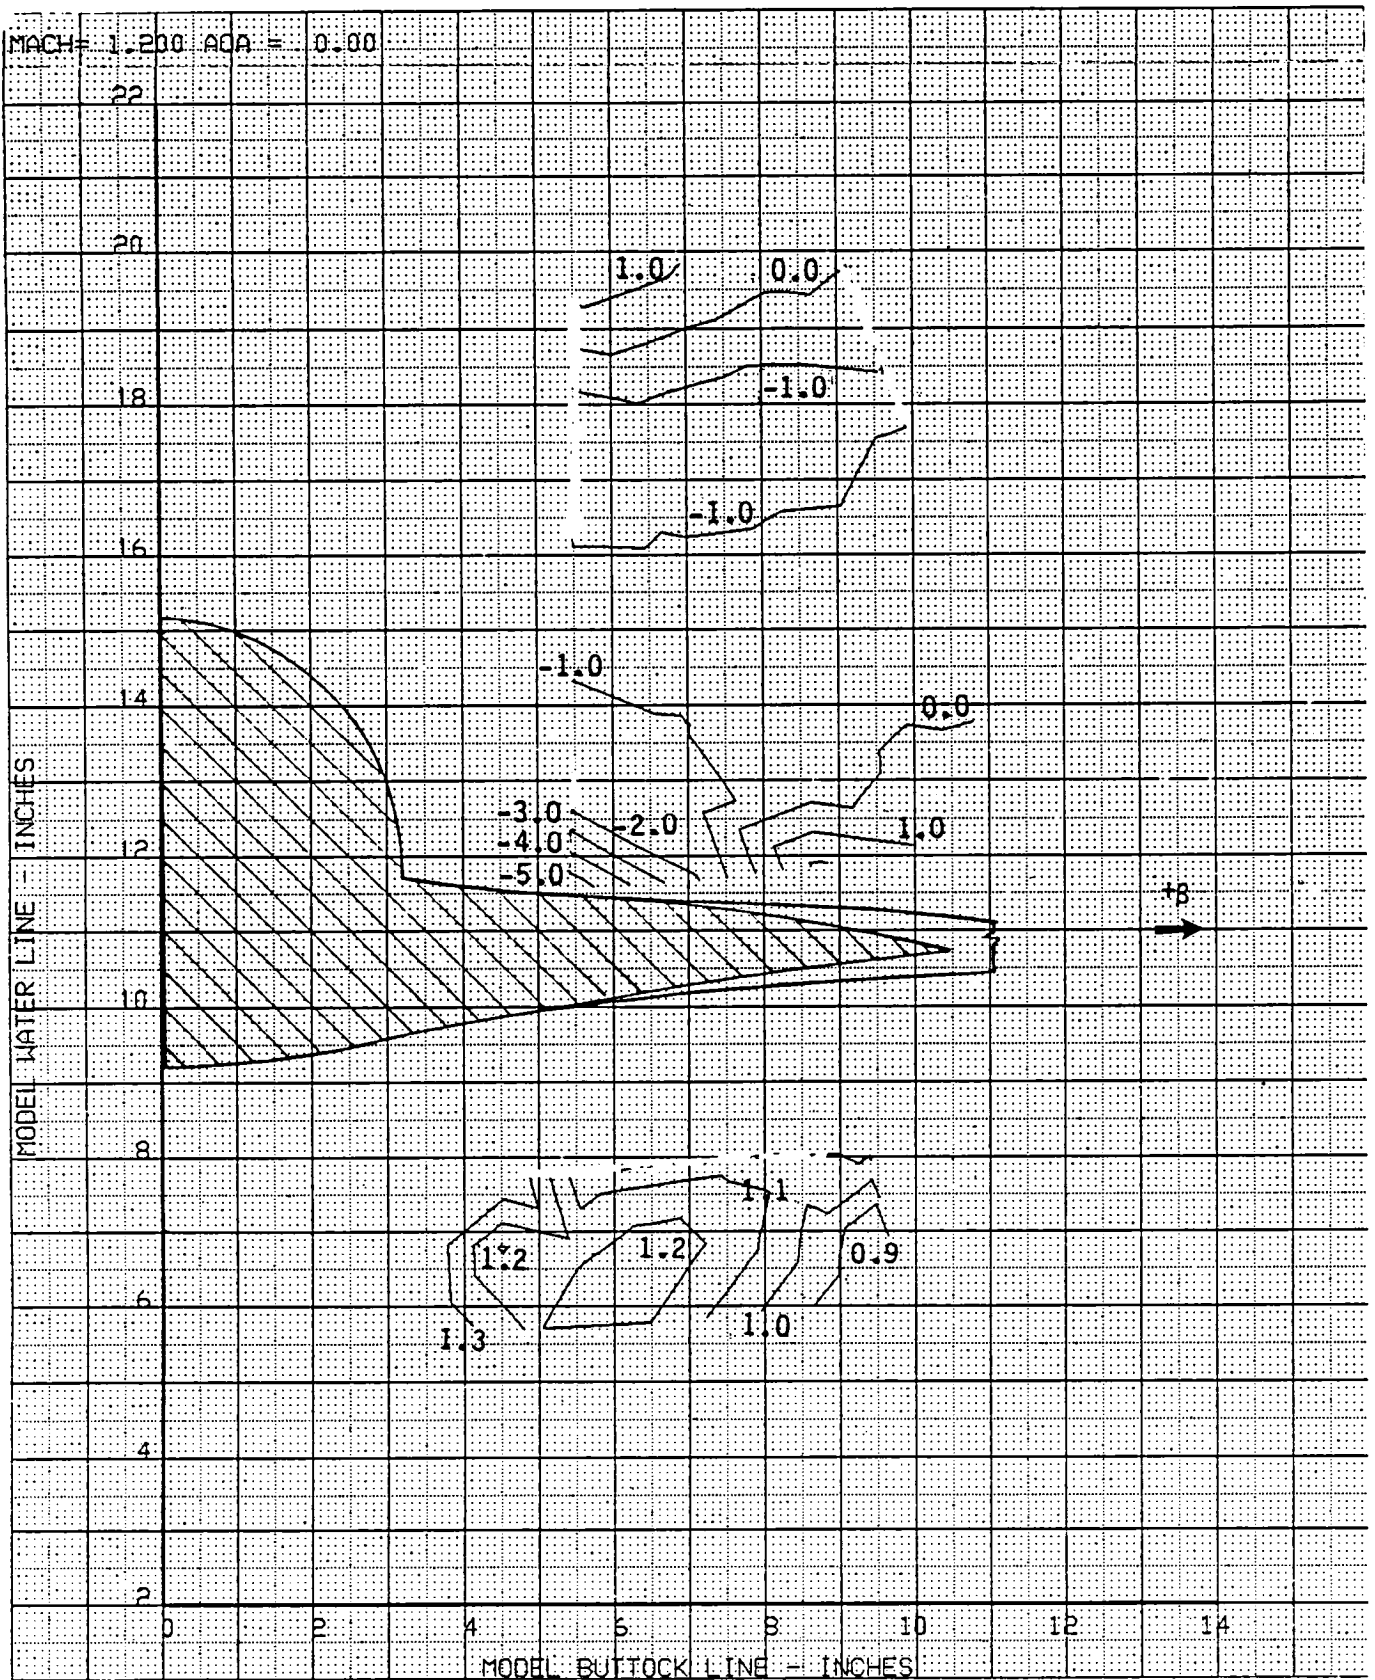 MACH= 1.200 AOA = 0.00
22
20
1.0 0.0
-1.0
18
-1.0
16
-1.0
14
0.0
-3.0 -2.0 1.0
-4.0
12
-5.0
+B
10
MODEL WATER LINE - INCHES
8
1.1
1.2 1.2 0.9
6
1.3 1.0
4
2
0 2 4 6 8 10 12 14
MODEL BUTTOCK LINE - INCHES